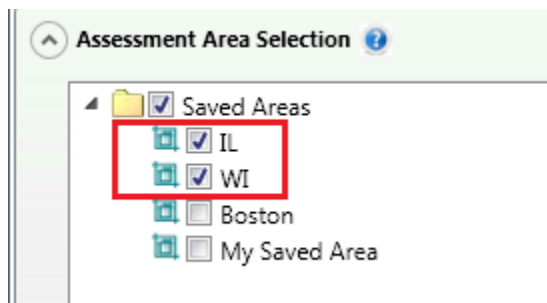 Assessment Area Selection ?
Saved Areas
IL
WI
Boston
My Saved Area